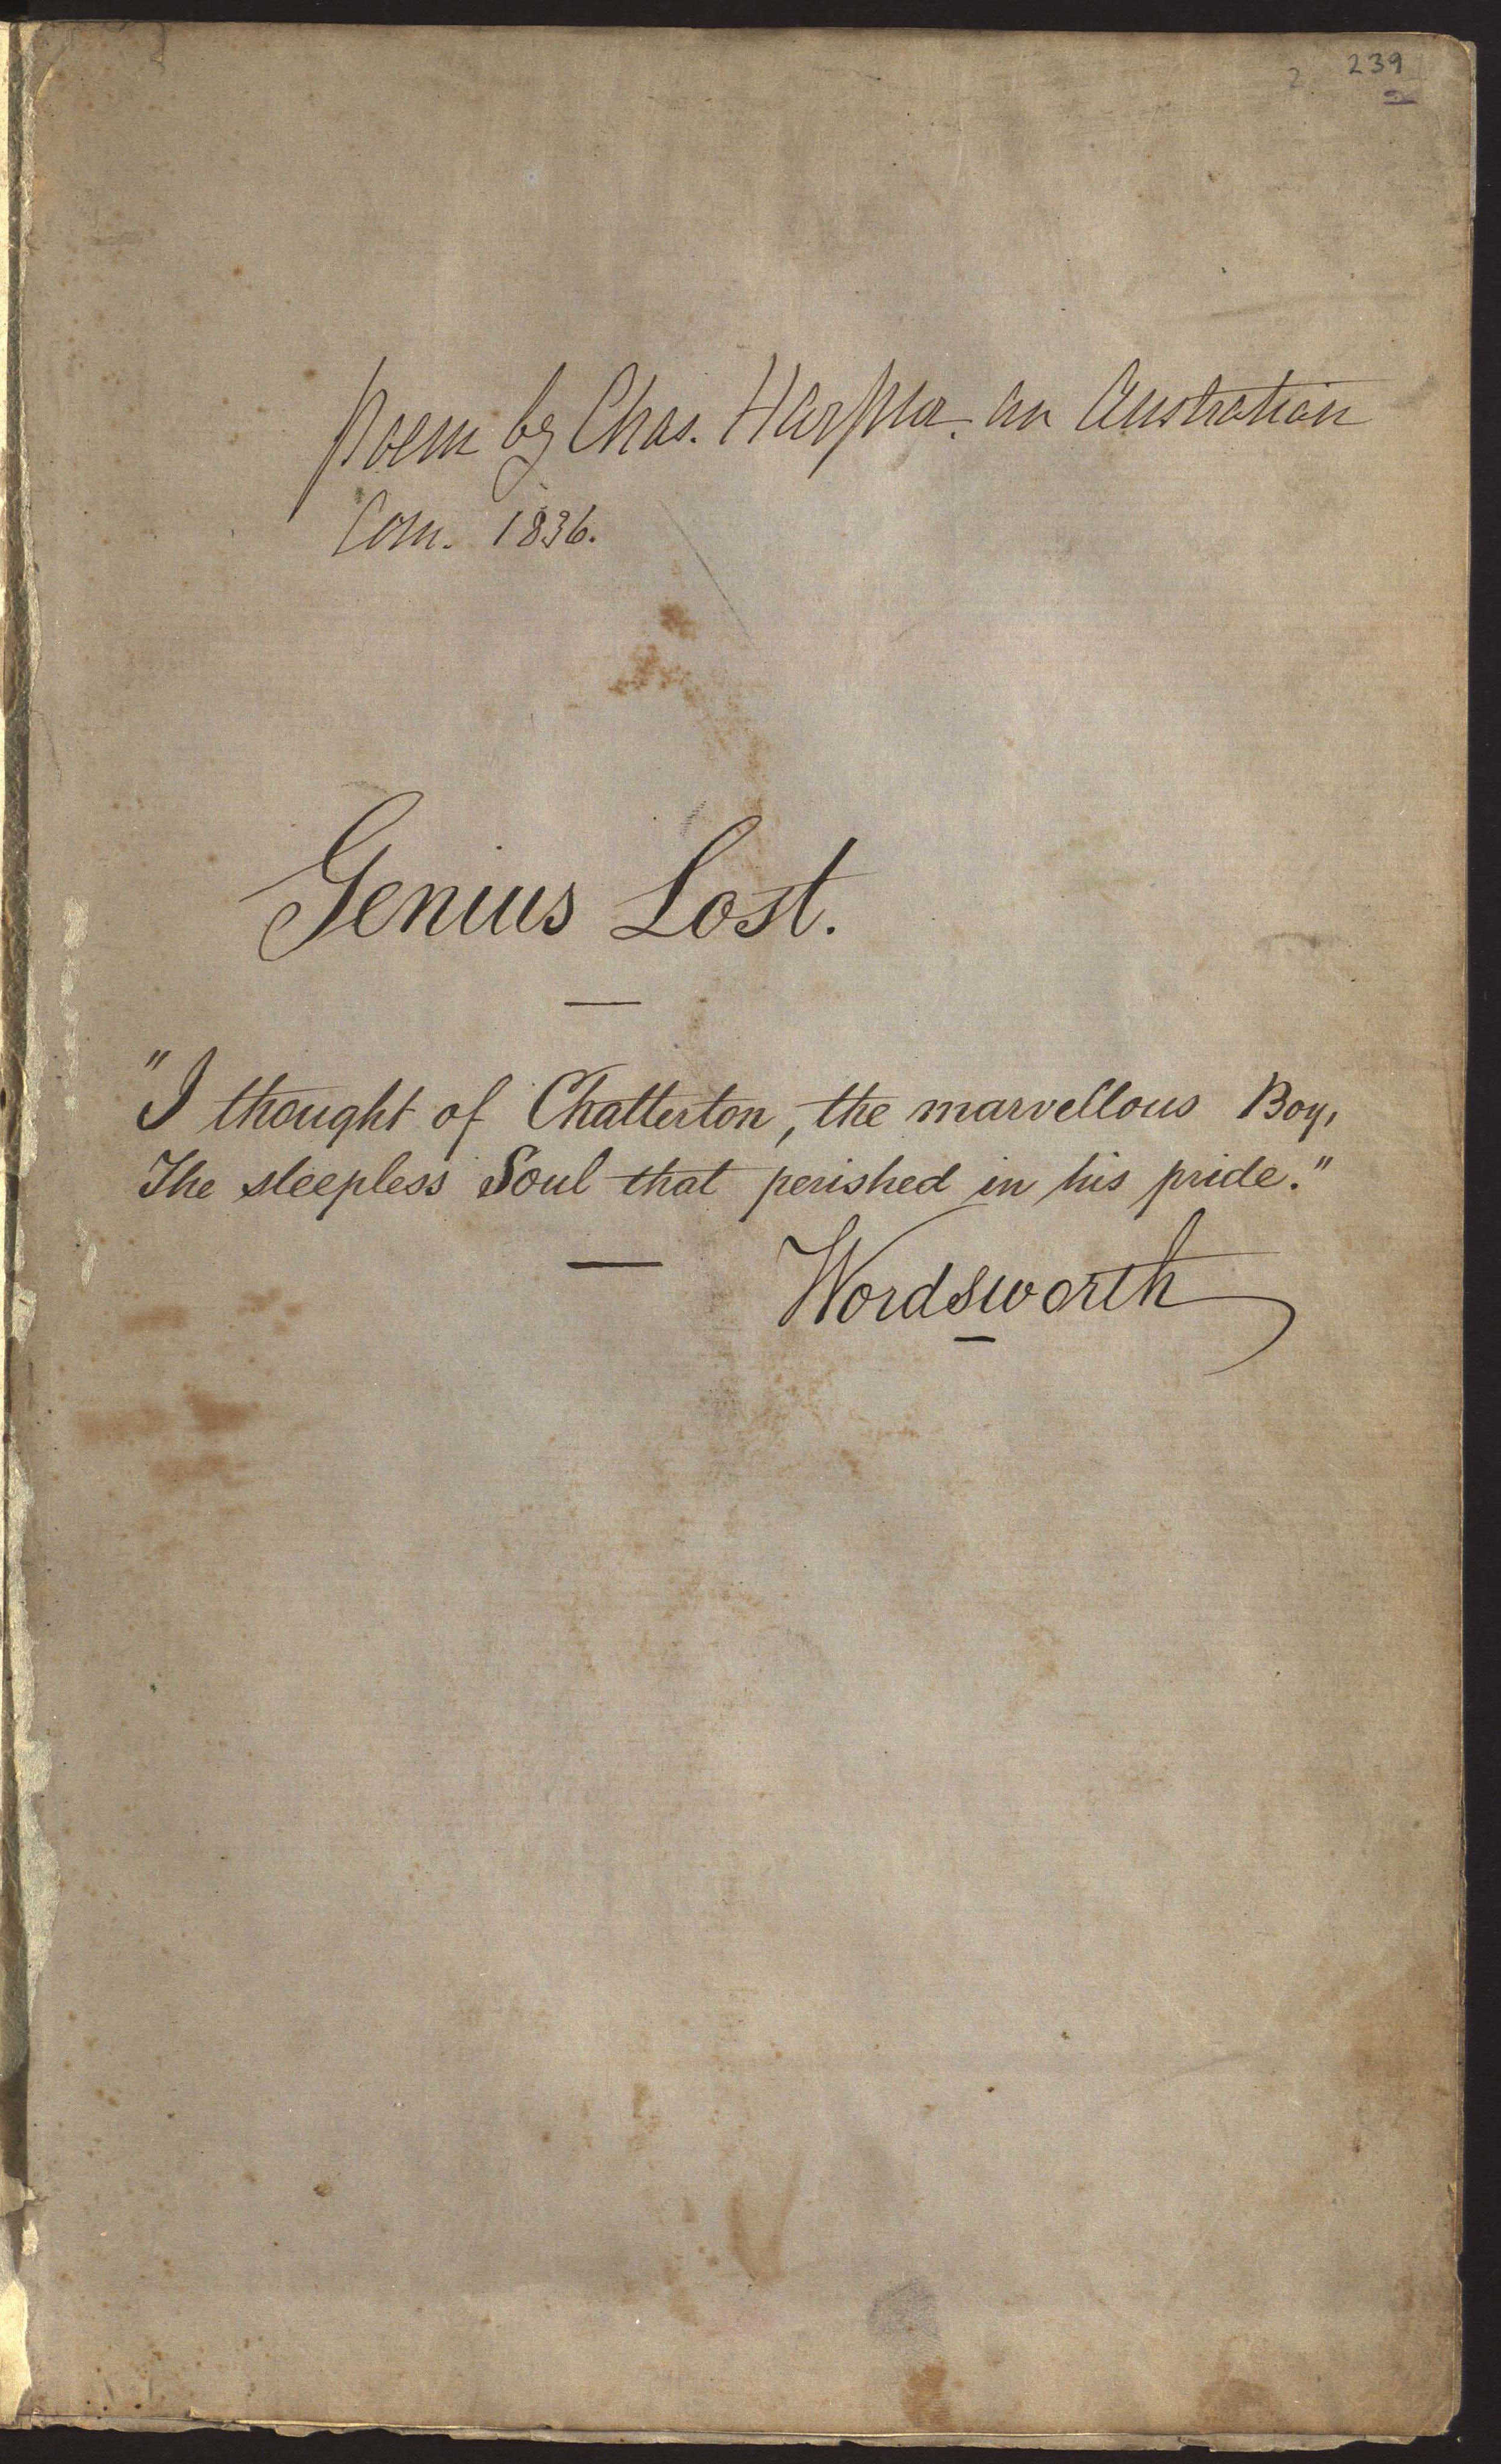 2 239
Poem by Chas. Harpur. an Australian
Com. 1836.
Genius Lost.
"I thought of Chatterton, the marvellous Boy,
The sleepless Soul that perished in his pride."
Wordsworth